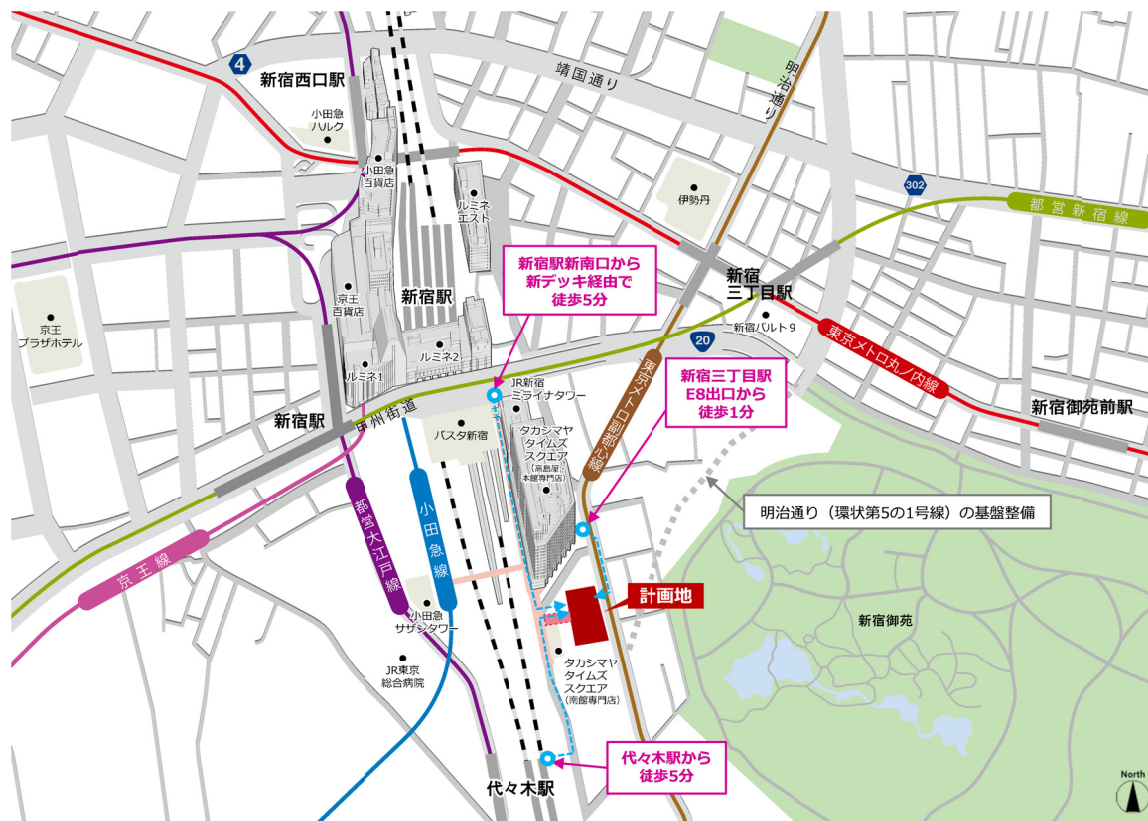 4
新宿西口駅
小田急
ハルク
小田急
百貨店
靖国通り
明治通り
ルミネ
エスト
伊勢丹
302
都営新宿線
新宿駅新南口から
新デッキ経由で
徒歩5分
新宿駅
京王
百貨店
京王
プラザホテル
新宿
三丁目駅
新宿バルト9
ルミネ2
ルミネ1
20
東京メトロ丸ノ内線
新宿三丁目駅
E8出口から
徒歩1分
JR新宿
ミライナタワー
新宿御苑前駅
新宿駅
甲州街道
バスタ新宿
タカシマヤ
タイムズ
スクエア
(高島屋・
本館専門店)
東京メトロ副都心線
明治通り（環状第5の1号線）の基盤整備
京王線
都営大江戸線
小田急線
計画地
小田急
サザンタワー
新宿御苑
JR東京
総合病院
タカシマヤ
タイムズ
スクエア
(南館専門店)
代々木駅から
徒歩5分
代々木駅
North